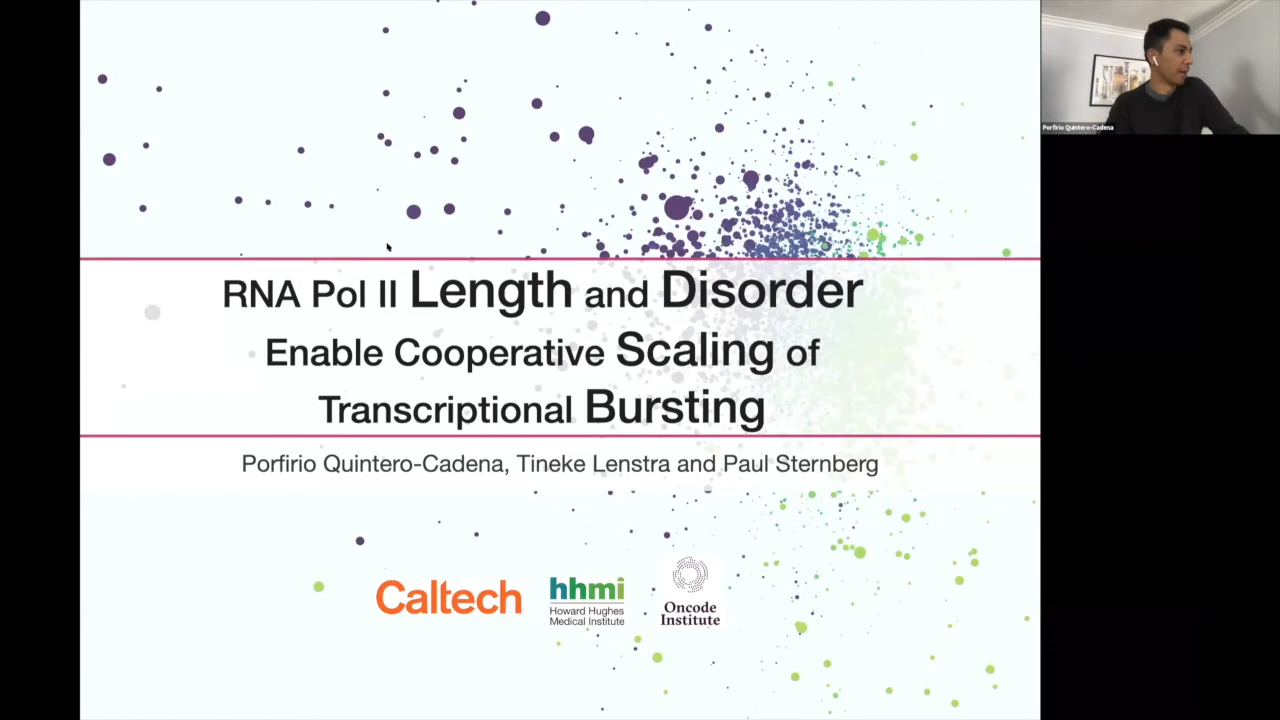 RNA Pol II Length and Disorder
Enable Cooperative Scaling of
Transcriptional Bursting
Porfirio Quintero-Cadena, Tineke Lenstra and Paul Sternberg
Caltech
hhmi
Howard Hughes
Medical Institute
Oncode
Institute
Porfirio Quintero-Cadena